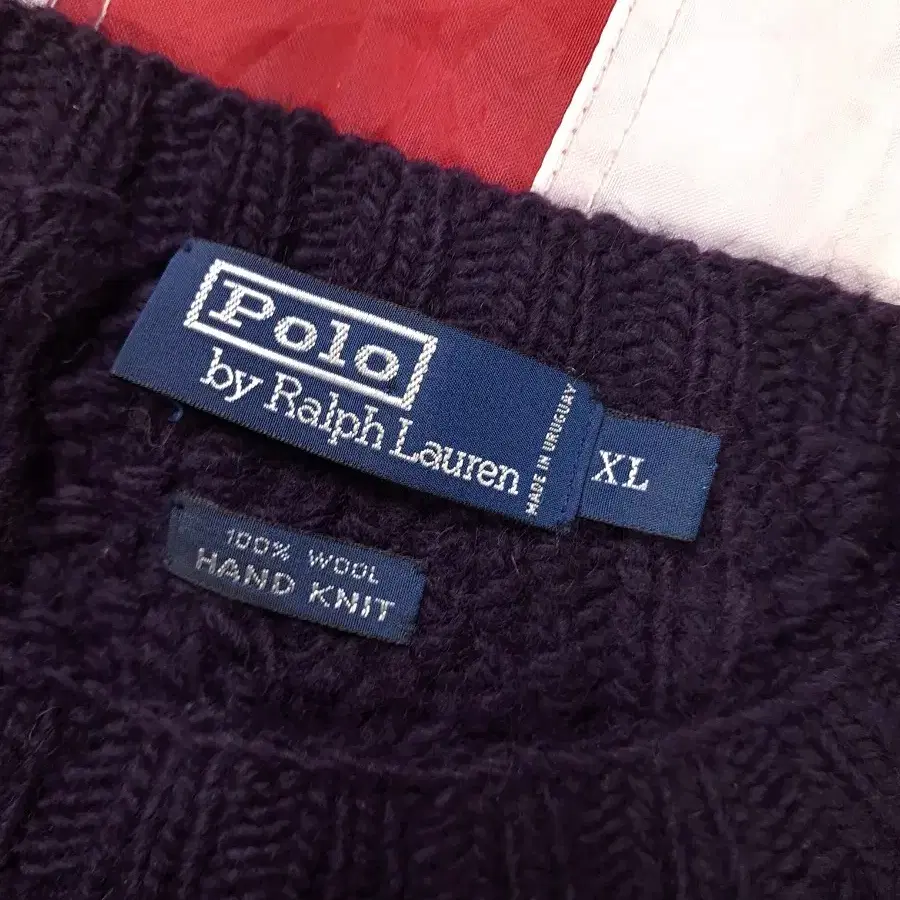 Polo
by Ralph Lauren
MADE IN URUGUAY
XL
100% WOOL
HAND KNIT